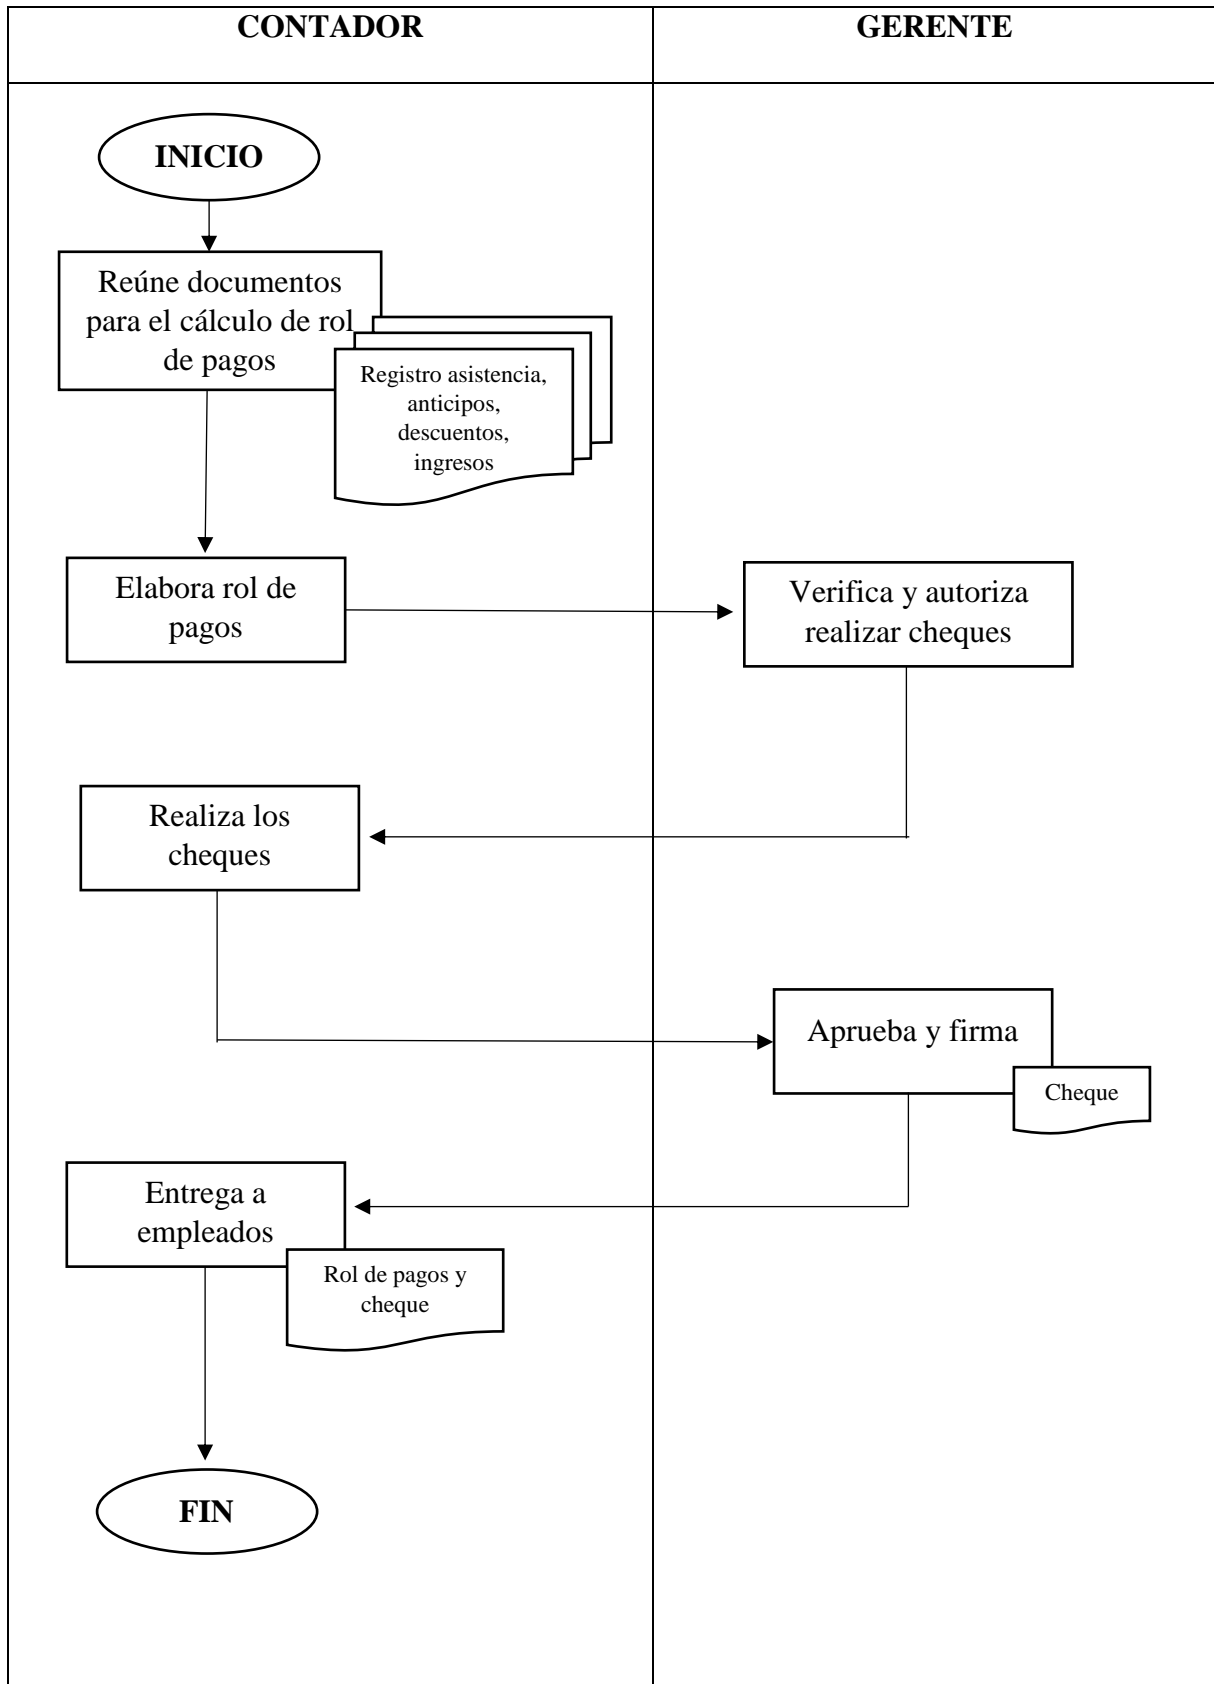 CONTADOR
GERENTE
INICIO
Reúne documentos
para el cálculo de rol
de pagos
Registro asistencia,
anticipos,
descuentos,
ingresos
Elabora rol de
pagos
Verifica y autoriza
realizar cheques
Realiza los
cheques
Aprueba y firma
Cheque
Entrega a
empleados
Rol de pagos y
cheque
FIN